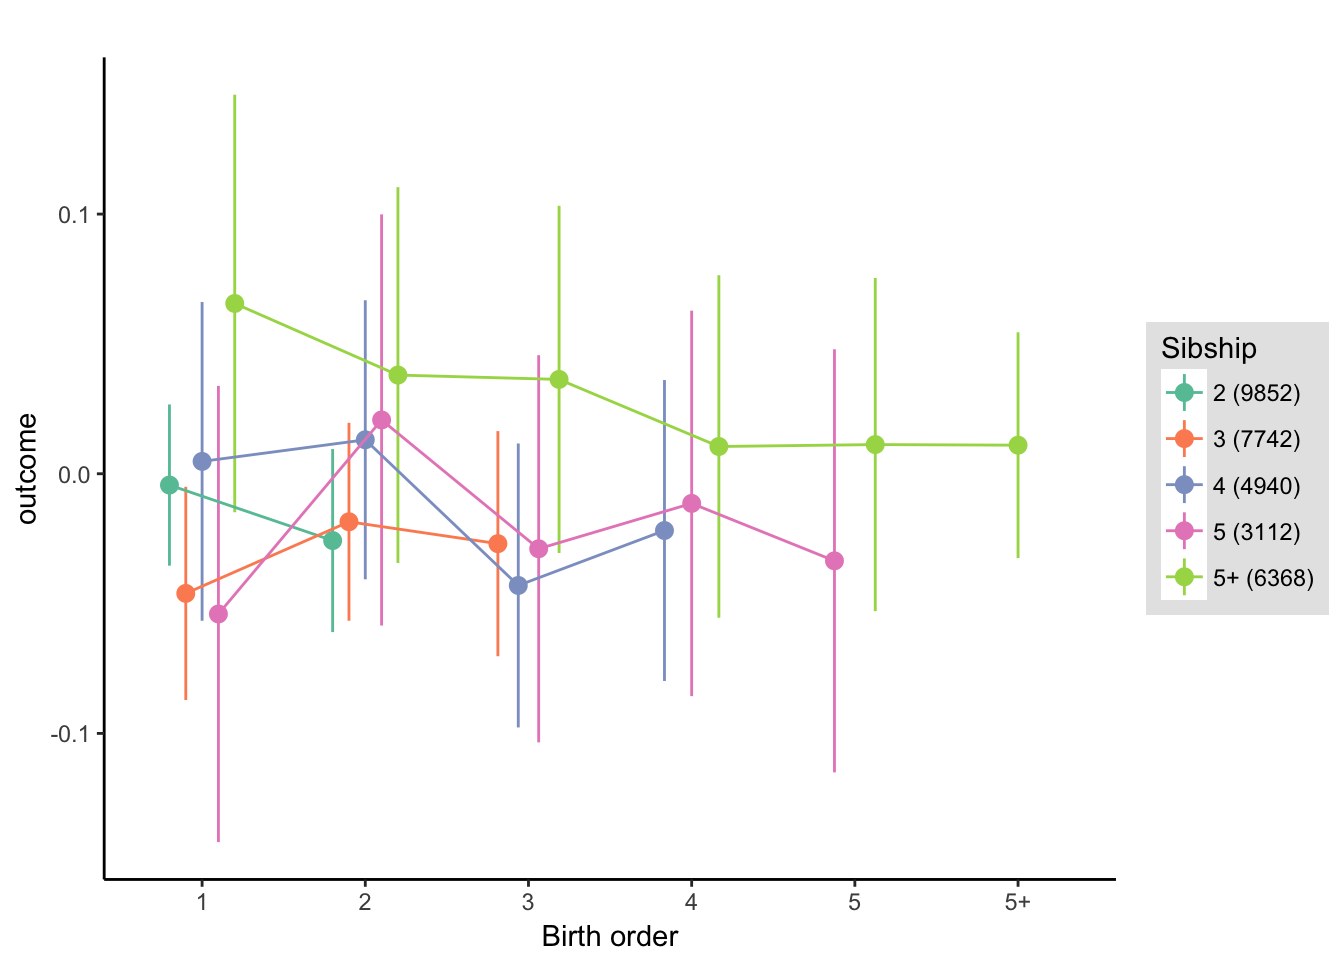 outcome
0.1
0.0
-0.1
1 2 3 4 5 5+
Birth order
Sibship
2 (9852)
3 (7742)
4 (4940)
5 (3112)
5+ (6368)